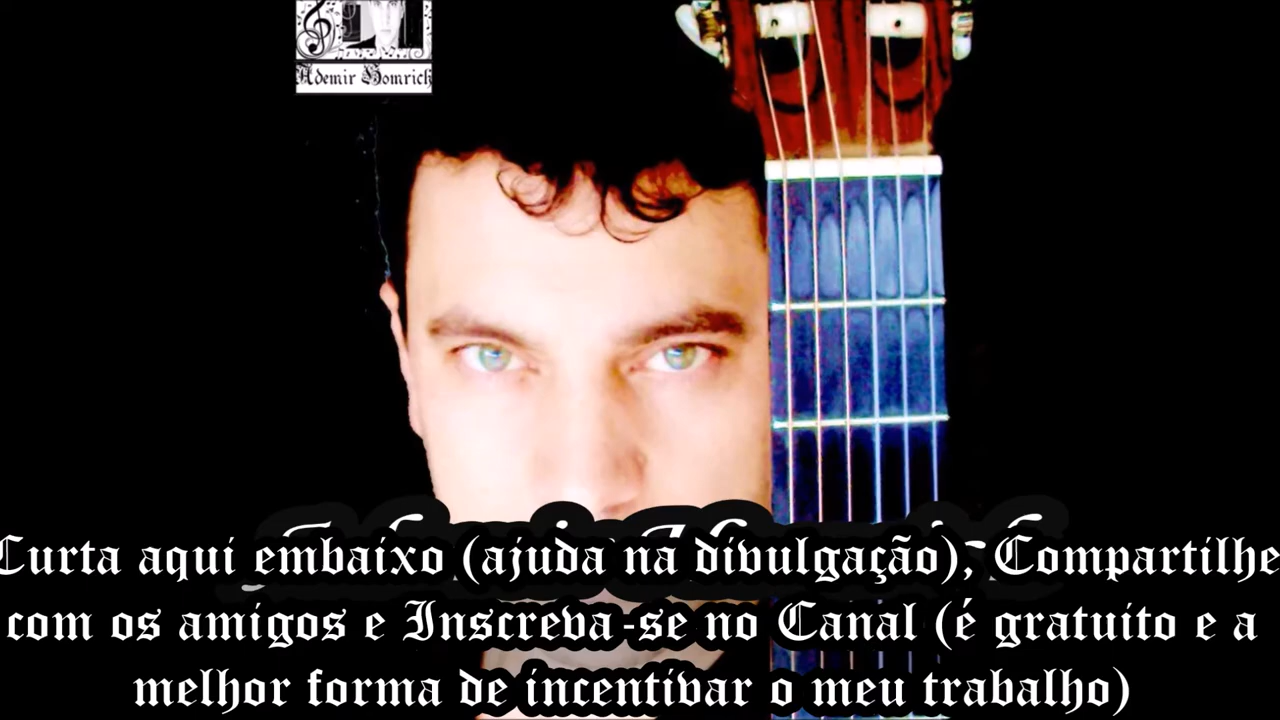 Ademir Homrich
Curta aqui embaixo (ajuda na divulgação), Compartilhe
com os amigos e Inscreva-se no Canal (é gratuito e a
melhor forma de incentivar o meu trabalho)